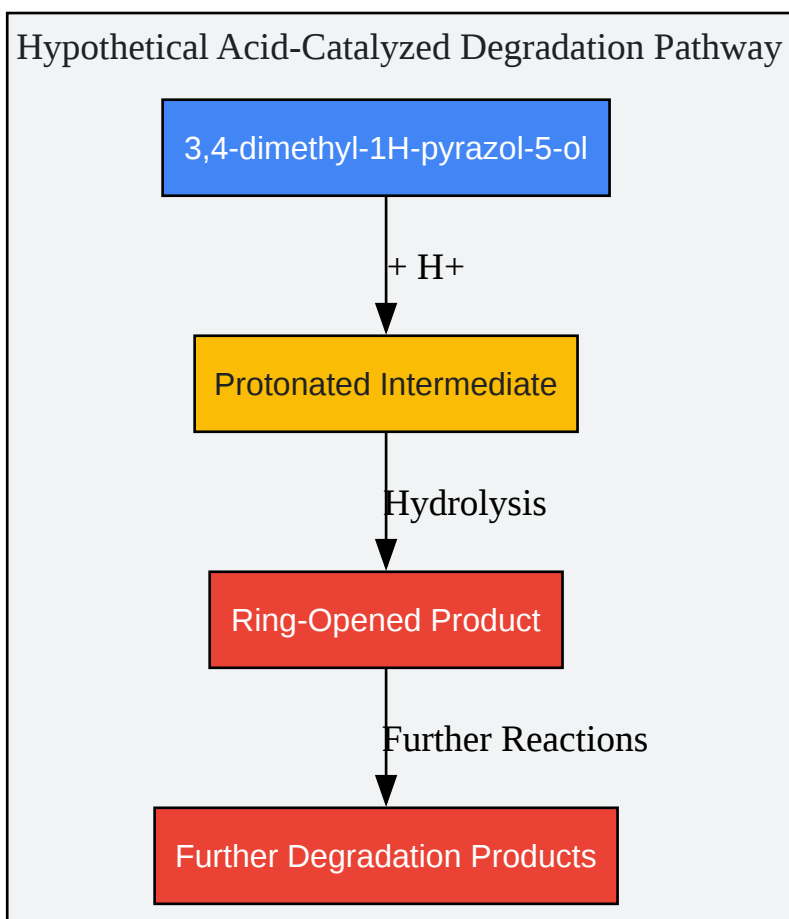 Hypothetical Acid-Catalyzed Degradation Pathway
3,4-dimethyl-1H-pyrazol-5-ol
+ H+
Protonated Intermediate
Hydrolysis
Ring-Opened Product
Further Reactions
Further Degradation Products